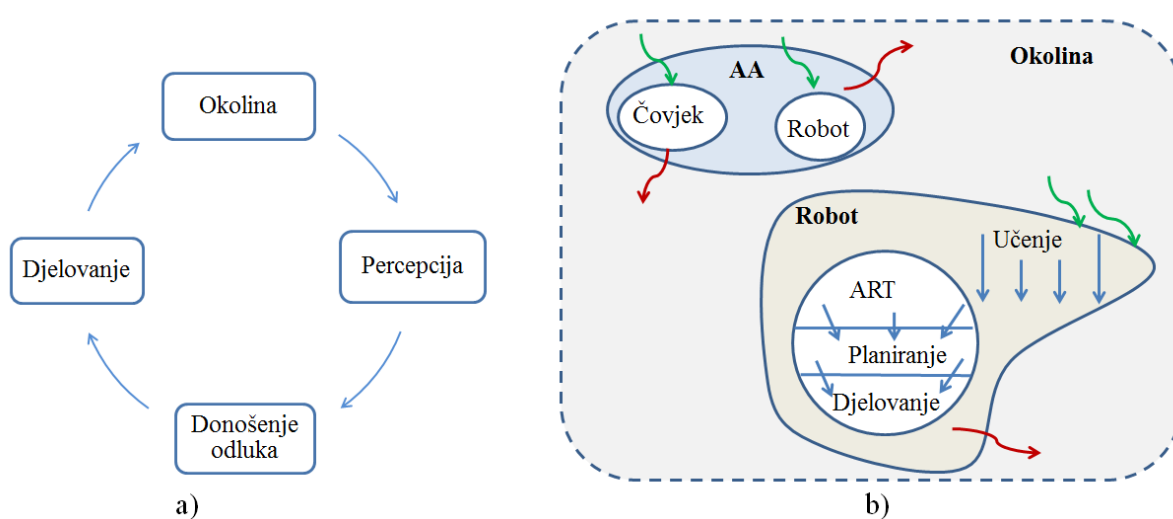 Okolina
Percepcija
Donošenje
odluka
Djelovanje
a)
Okolina
AA
Čovjek
Robot
Robot
Učenje
ART
Planiranje
Djelovanje
b)